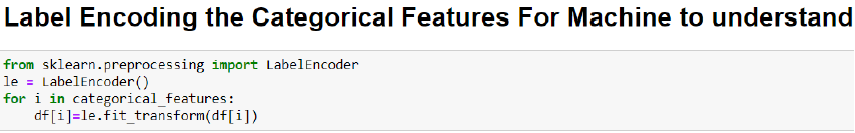 Label Encoding the Categorical Features For Machine to understand
from sklearn.preprocessing import LabelEncoder
le = LabelEncoder()
for i in categorical_features:
    df[i]=le.fit_transform(df[i])